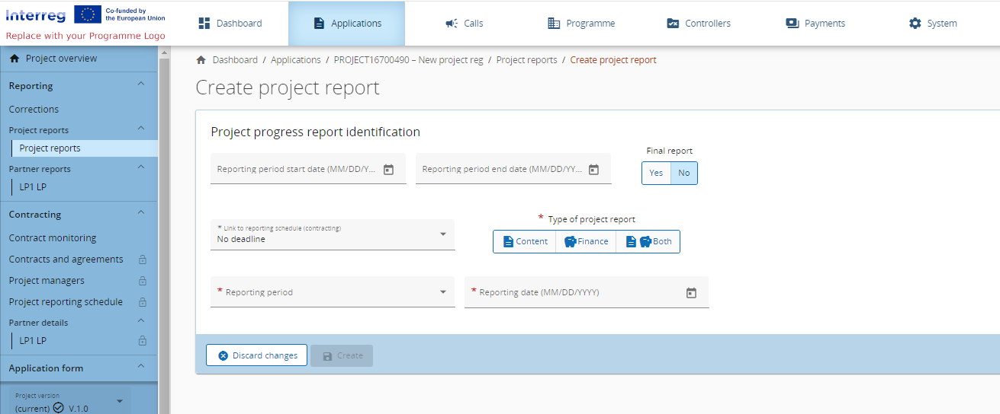 Interreg
Co-funded by
the European Union
Replace with your Programme Logo
Dashboard
Applications
Calls
Programme
Controllers
Payments
System
Project overview
Reporting
Corrections
Project reports
Project reports
Partner reports
LP1 LP
Contracting
Contract monitoring
Contracts and agreements
Project managers
Project reporting schedule
Partner details
LP1 LP
Application form
Project version
(current) V.1.0
Dashboard / Applications / PROJECT16700490 – New project reg / Project reports / Create project report
Create project report
Project progress report identification
Reporting period start date (MM/DD/Y...
Reporting period end date (MM/DD/YY...
Final report
Yes No
* Link to reporting schedule (contracting)
No deadline
* Type of project report
Content Finance Both
* Reporting period
* Reporting date (MM/DD/YYYY)
Discard changes
Create